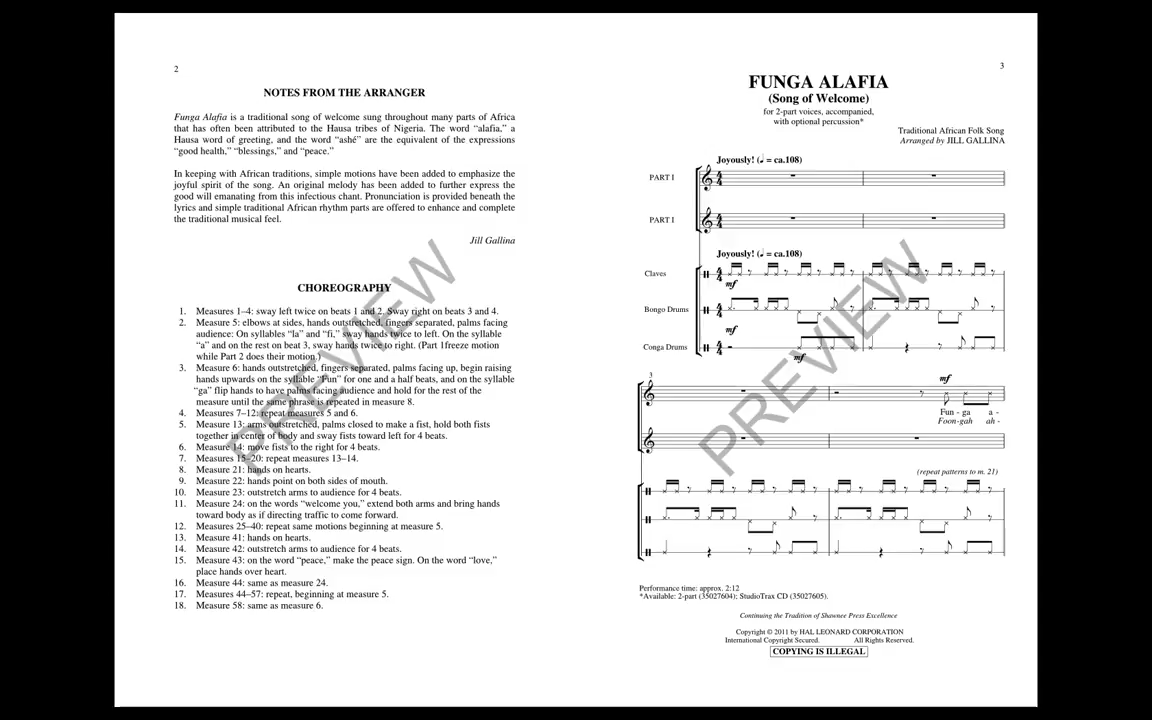 2
NOTES FROM THE ARRANGER
Funga Alafia is a traditional song of welcome sung throughout many parts of Africa
that has often been attributed to the Hausa tribes of Nigeria. The word “alafia,” a
Hausa word of greeting, and the word “ashé” are the equivalent of the expressions
“good health,” “blessings,” and “peace.”
In keeping with African traditions, simple motions have been added to emphasize the
joyful spirit of the song. An original melody has been added to further express the
good will emanating from this infectious chant. Pronunciation is provided beneath the
lyrics and simple traditional African rhythm parts are offered to enhance and complete
the traditional musical feel.
Jill Gallina
CHOREOGRAPHY
1. Measures 1–4: sway left twice on beats 1 and 2. Sway right on beats 3 and 4.
2. Measure 5: elbows at sides, hands outstretched, fingers separated, palms facing
audience: On syllables “la” and “fi,” sway hands twice to left. On the syllable
“a” and on the rest on beat 3, sway hands twice to right. (Part 1freeze motion
while Part 2 does their motion.)
3. Measure 6: hands outstretched, fingers separated, palms facing up, begin raising
hands upwards on the syllable “Fun” for one and a half beats, and on the syllable
“ga” flip hands to have palms facing audience and hold for the rest of the
measure until the same phrase is repeated in measure 8.
4. Measures 7–12: repeat measures 5 and 6.
5. Measure 13: arms outstretched, palms closed to make a fist, hold both fists
together in center of body and sway fists toward left for 4 beats.
6. Measure 14: move fists to the right for 4 beats.
7. Measures 15–20: repeat measures 13–14.
8. Measure 21: hands on hearts.
9. Measure 22: hands point on both sides of mouth.
10. Measure 23: outstretch arms to audience for 4 beats.
11. Measure 24: on the words “welcome you,” extend both arms and bring hands
toward body as if directing traffic to come forward.
12. Measures 25–40: repeat same motions beginning at measure 5.
13. Measure 41: hands on hearts.
14. Measure 42: outstretch arms to audience for 4 beats.
15. Measure 43: on the word “peace,” make the peace sign. On the word “love,”
place hands over heart.
16. Measure 44: same as measure 24.
17. Measures 44–57: repeat, beginning at measure 5.
18. Measure 58: same as measure 6.
PREVIEW
3
FUNGA ALAFIA
(Song of Welcome)
for 2-part voices, accompanied,
with optional percussion*
Traditional African Folk Song
Arranged by JILL GALLINA
Joyously! (♩ = ca.108)
PART I
PART I
Joyously! (♩ = ca.108)
Claves
mf
Bongo Drums
mf
Conga Drums
mf
3
mf
Fun - ga a -
Foon-gah ah -
(repeat patterns to m. 21)
PREVIEW
Performance time: approx. 2:12
*Available: 2-part (35027604); StudioTrax CD (35027605).
Continuing the Tradition of Shawnee Press Excellence
Copyright © 2011 by HAL LEONARD CORPORATION
International Copyright Secured. All Rights Reserved.
COPYING IS ILLEGAL